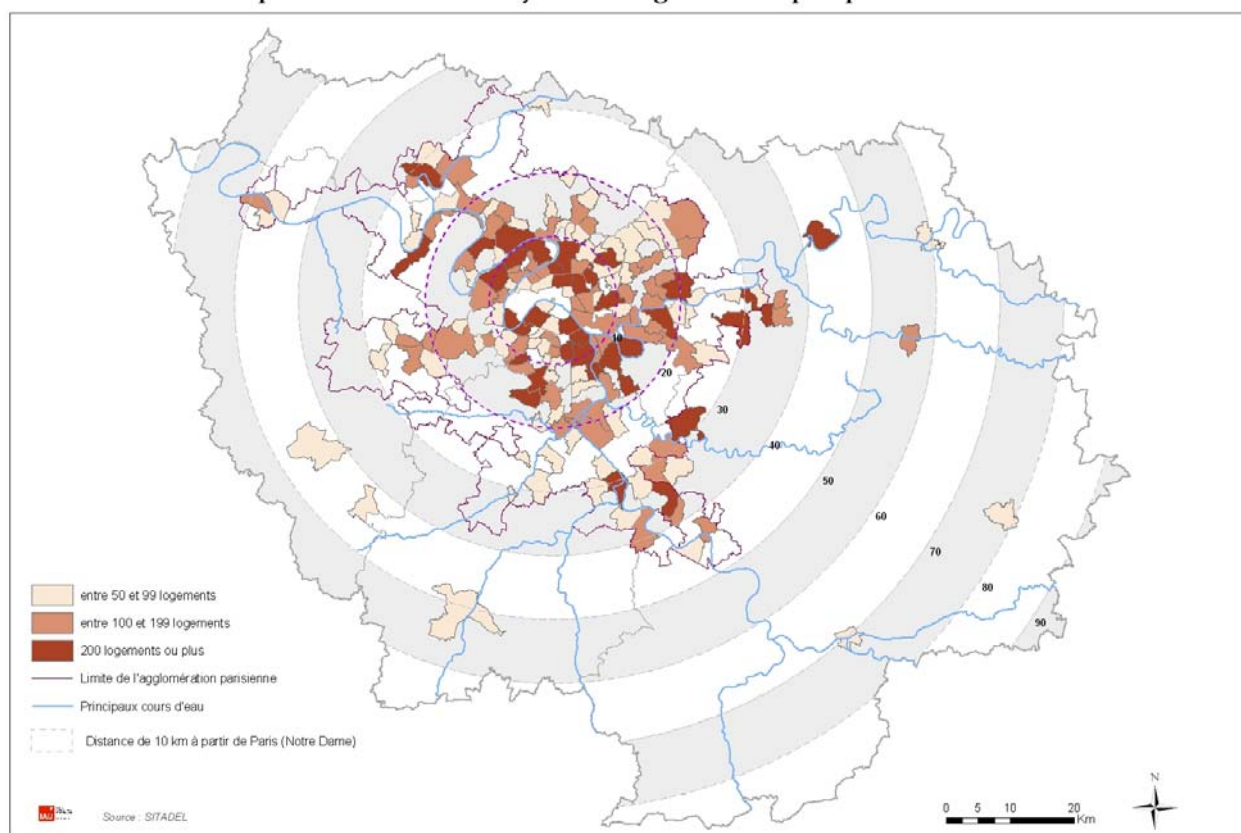 10
20
30
40
50
60
70
80
90
entre 50 et 99 logements
entre 100 et 199 logements
200 logements ou plus
Limite de l'agglomération parisienne
Principaux cours d'eau
Distance de 10 km à partir de Paris (Notre Dame)
IAU
Source : SITADEL
N
0 5 10 20
Km